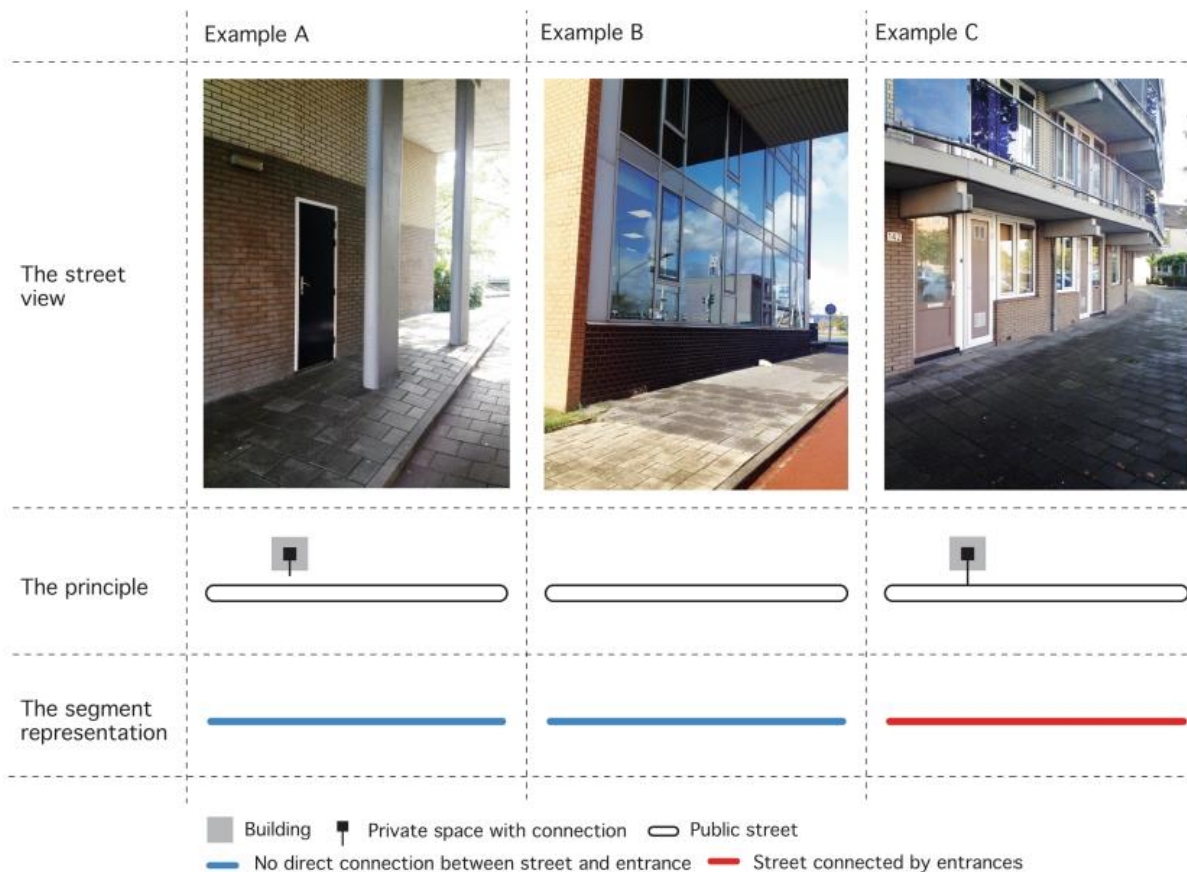 Example A
Example B
Example C
The street
view
142
The principle
The segment
representation
Building
Private space with connection
Public street
No direct connection between street and entrance
Street connected by entrances